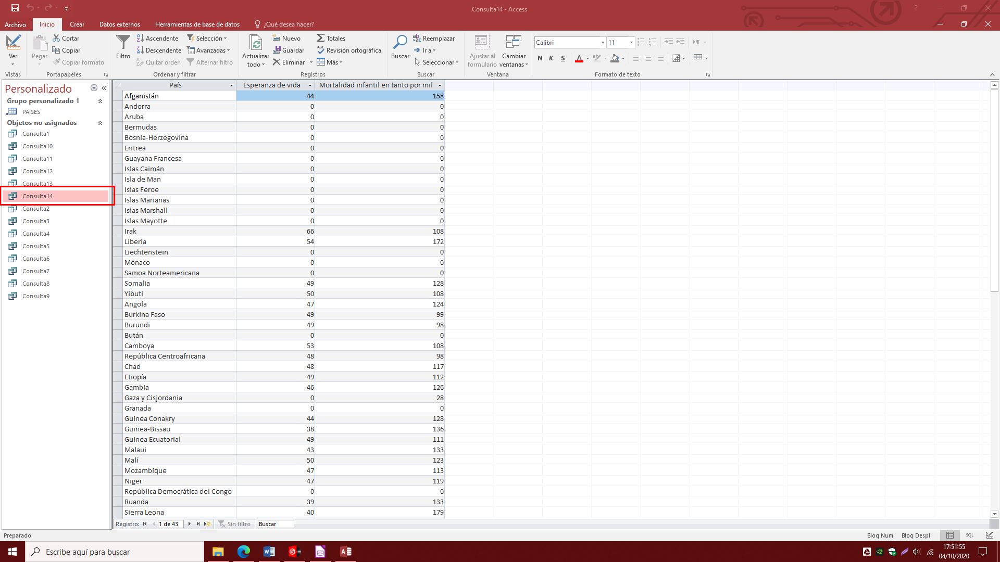 Consulta14 - Access
Archivo Inicio Crear Datos externos Herramientas de base de datos ¿Qué desea hacer?
Ver
Vistas
Pegar
Cortar
Copiar
Copiar formato
Portapapeles
Filtro
Ascendente
Descendente
Quitar orden
Selección
Avanzadas
Alternar filtro
Ordenar y filtrar
Actualizar todo
Nuevo
Guardar
Eliminar
Totales
Revisión ortográfica
Más
Registros
Buscar
Reemplazar
Ir a
Seleccionar
Buscar
Ajustar al formulario
Cambiar ventanas
Ventana
Calibri 11
N K S
Formato de texto
Personalizado
Grupo personalizado 1
PAISES
Objetos no asignados
Consulta1
Consulta10
Consulta11
Consulta12
Consulta13
Consulta14
Consulta2
Consulta3
Consulta4
Consulta5
Consulta6
Consulta7
Consulta8
Consulta9
País Esperanza de vida Mortalidad infantil en tanto por mil
Afganistán 44 158
Andorra 0 0
Aruba 0 0
Bermudas 0 0
Bosnia-Herzegovina 0 0
Eritrea 0 0
Guayana Francesa 0 0
Islas Caimán 0 0
Isla de Man 0 0
Islas Feroe 0 0
Islas Marianas 0 0
Islas Marshall 0 0
Islas Mayotte 0 0
Irak 66 108
Liberia 54 172
Liechtenstein 0 0
Mónaco 0 0
Samoa Norteamericana 0 0
Somalia 49 128
Yibuti 50 108
Angola 47 124
Burkina Faso 49 99
Burundi 49 98
Bután 0 0
Camboya 53 108
República Centroafricana 48 98
Chad 48 117
Etiopía 49 112
Gambia 46 126
Gaza y Cisjordania 0 28
Granada 0 0
Guinea Conakry 44 128
Guinea-Bissau 38 136
Guinea Ecuatorial 49 111
Malaui 43 133
Malí 50 123
Mozambique 47 113
Niger 47 119
República Democrática del Congo 0 0
Ruanda 39 133
Sierra Leona 40 179
Registro: 1 de 43 Sin filtro Buscar
Preparado Bloq Num Bloq Despl SQL
Escribe aquí para buscar
17:51:55
04/10/2020